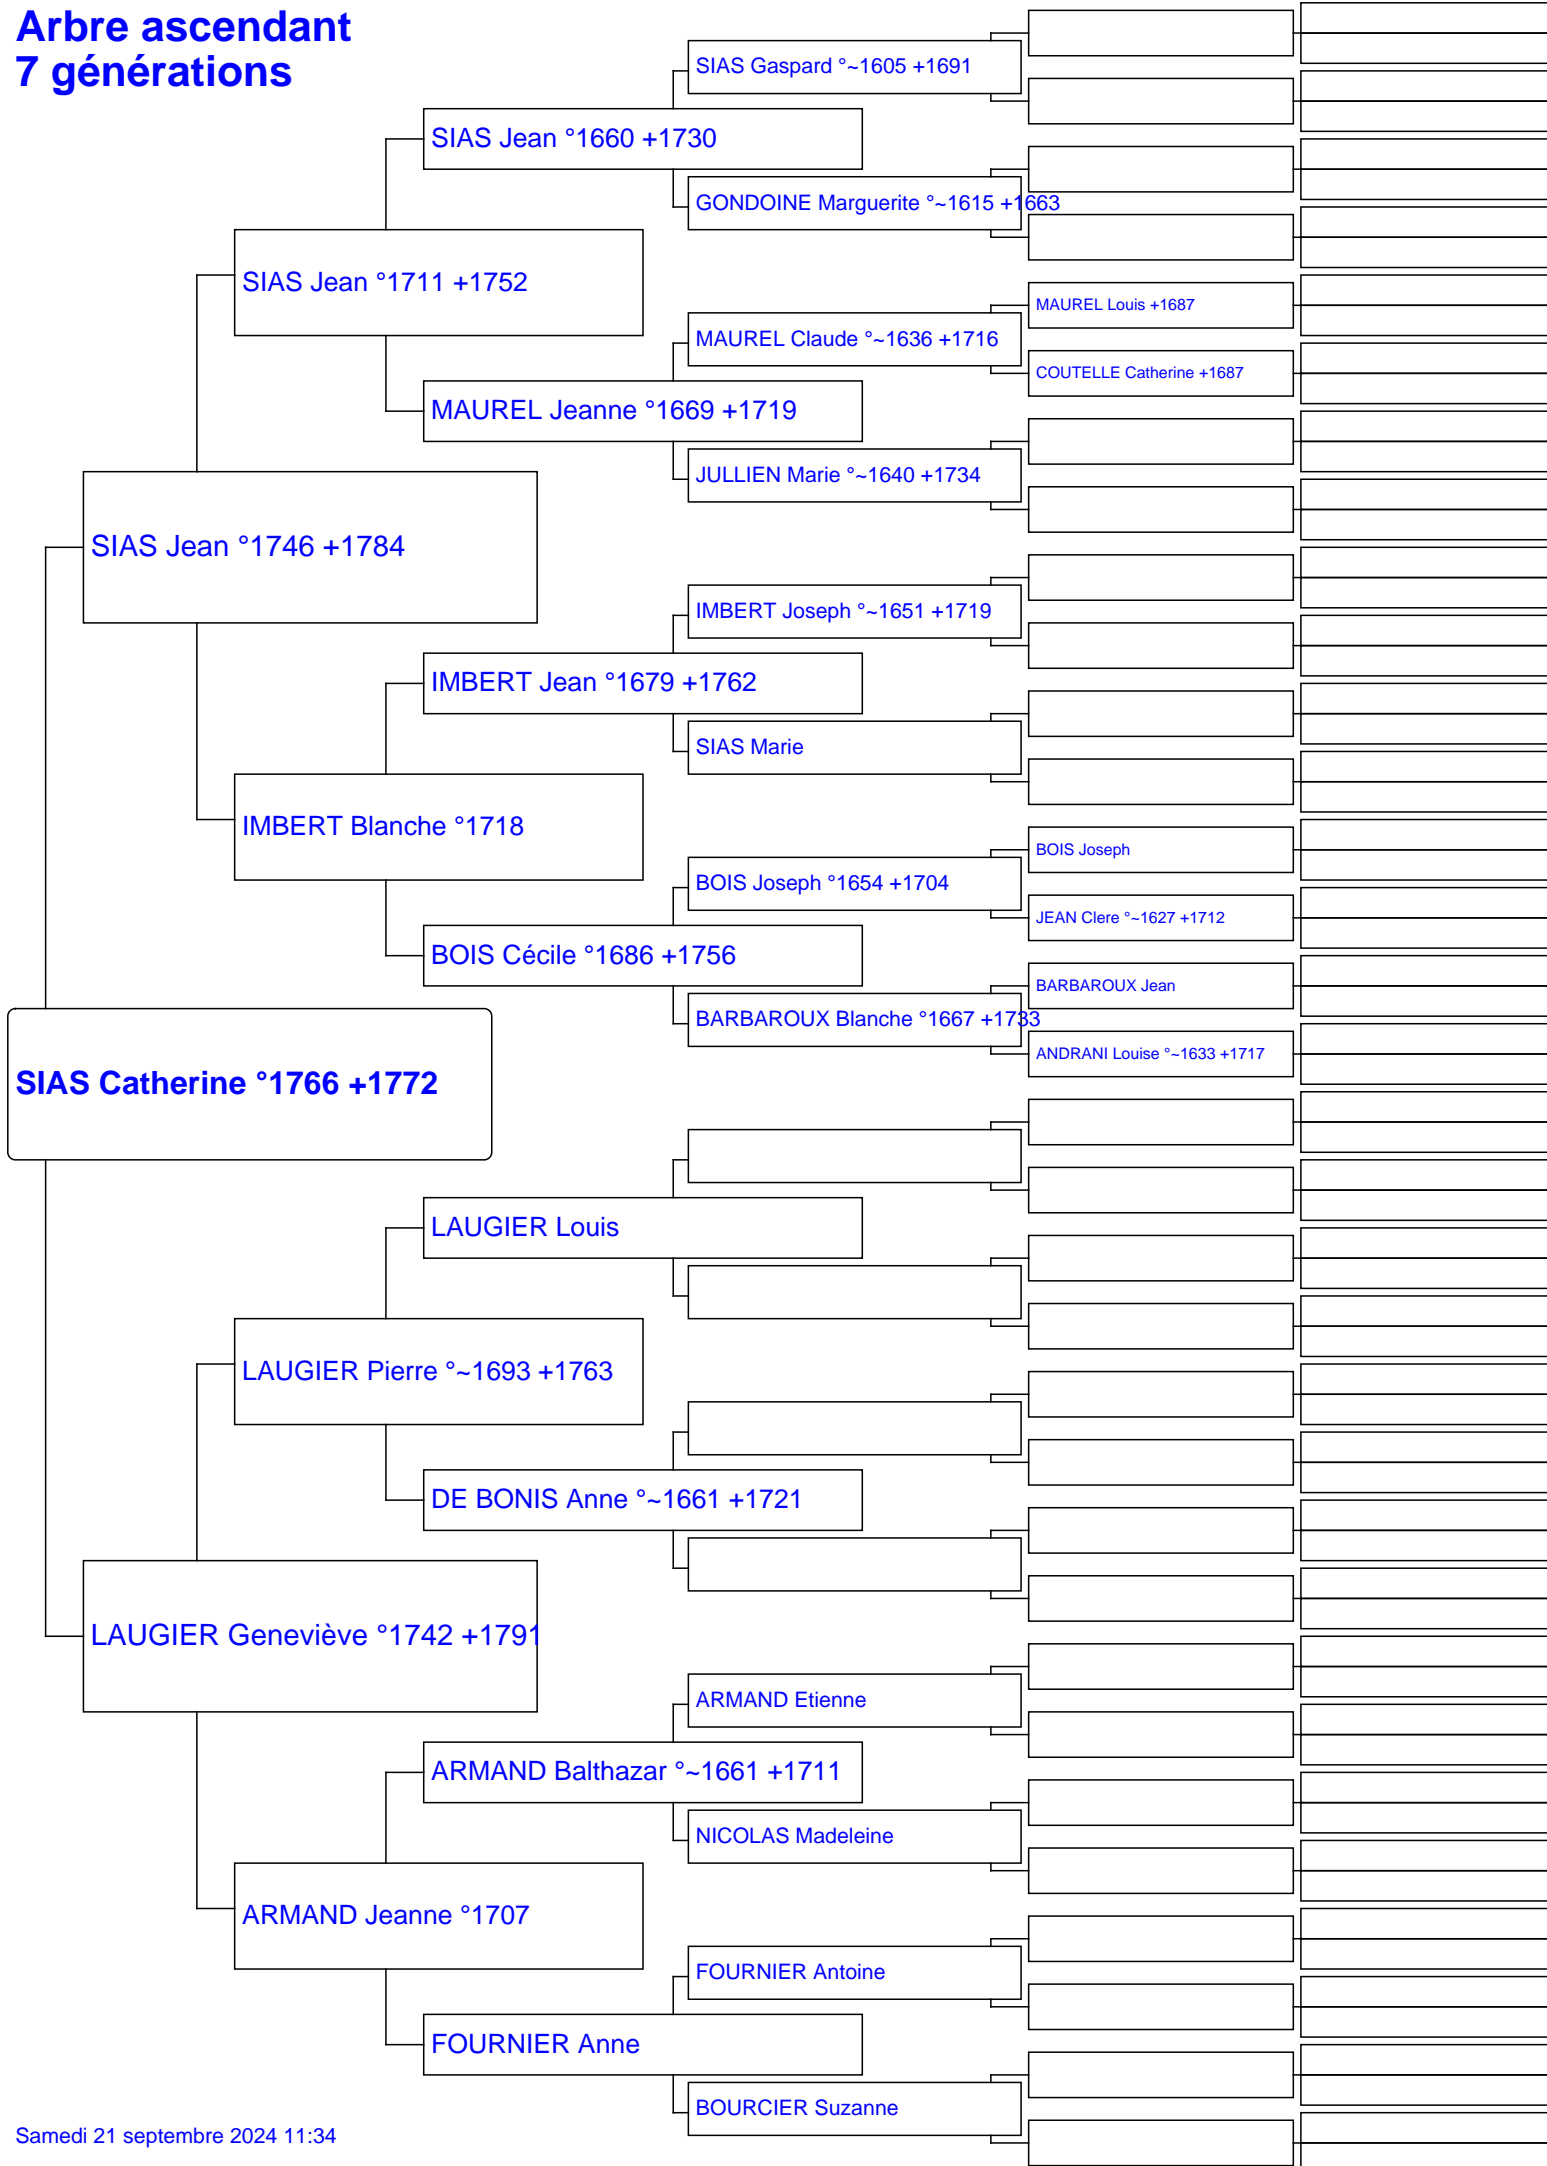 Arbre ascendant
7 générations
SIAS Gaspard °~1605 +1691
SIAS Jean °1660 +1730
GONDOINE Marguerite °~1615 +1663
SIAS Jean °1711 +1752
MAUREL Louis +1687
MAUREL Claude °~1636 +1716
COUTELLE Catherine +1687
MAUREL Jeanne °1669 +1719
JULLIEN Marie °~1640 +1734
SIAS Jean °1746 +1784
IMBERT Joseph °~1651 +1719
IMBERT Jean °1679 +1762
SIAS Marie
IMBERT Blanche °1718
BOIS Joseph
BOIS Joseph °1654 +1704
JEAN Clere °~1627 +1712
BOIS Cécile °1686 +1756
BARBAROUX Jean
BARBAROUX Blanche °1667 +1733
ANDRANI Louise °~1633 +1717
SIAS Catherine °1766 +1772
LAUGIER Louis
LAUGIER Pierre °~1693 +1763
DE BONIS Anne °~1661 +1721
LAUGIER Geneviève °1742 +1791
ARMAND Etienne
ARMAND Balthazar °~1661 +1711
NICOLAS Madeleine
ARMAND Jeanne °1707
FOURNIER Antoine
FOURNIER Anne
BOURCIER Suzanne
Samedi 21 septembre 2024 11:34